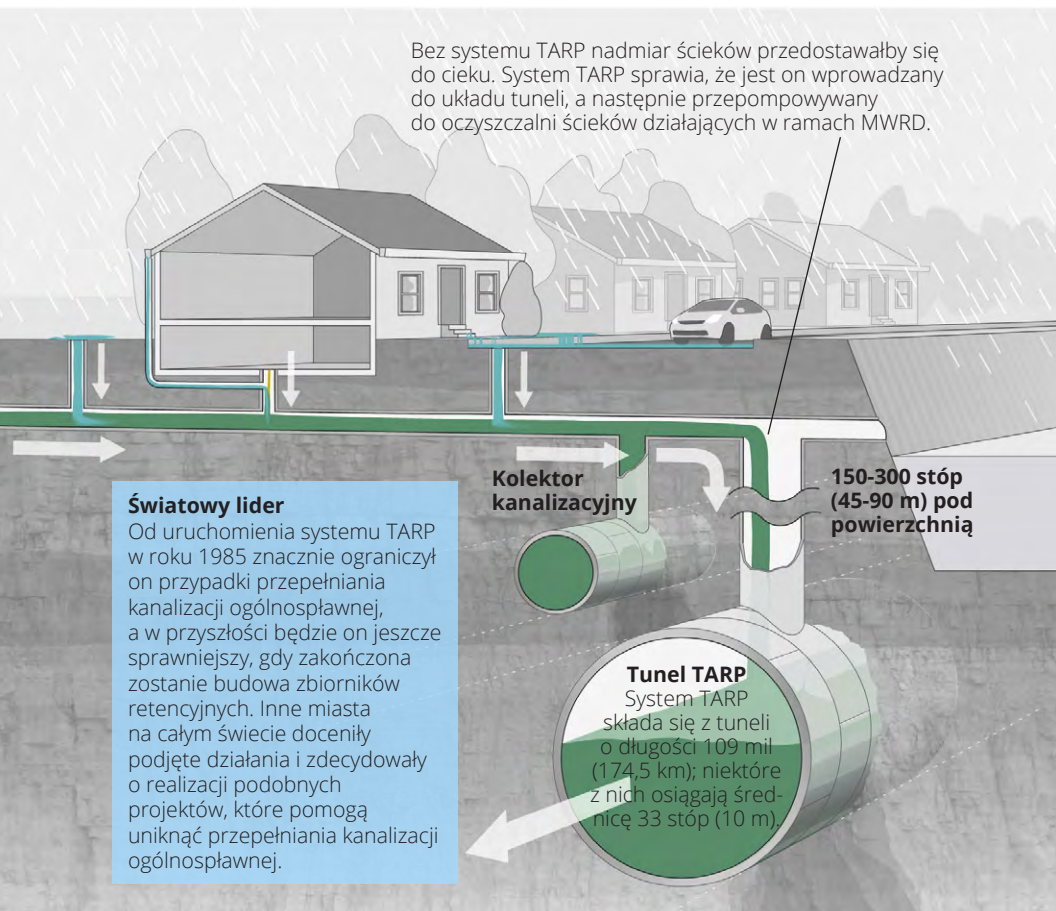 Bez systemu TARP nadmiar ścieków przedostawałby się
do cieku. System TARP sprawia, że jest on wprowadzany
do układu tuneli, a następnie przepompowywany
do oczyszczalni ścieków działających w ramach MWRD.
Kolektor
kanalizacyjny
150-300 stóp
(45-90 m) pod
powierzchnią
Światowy lider
Od uruchomienia systemu TARP
w roku 1985 znacznie ograniczył
on przypadki przepełniania
kanalizacji ogólnospławnej,
a w przyszłości będzie on jeszcze
sprawniejszy, gdy zakończona
zostanie budowa zbiorników
retencyjnych. Inne miasta
na całym świecie doceniły
podjęte działania i zdecydowały
o realizacji podobnych
projektów, które pomogą
uniknąć przepełniania kanalizacji
ogólnospławnej.
Tunel TARP
System TARP
składa się z tuneli
o długości 109 mil
(174,5 km); niektóre
z nich osiągają śred-
nicę 33 stóp (10 m).